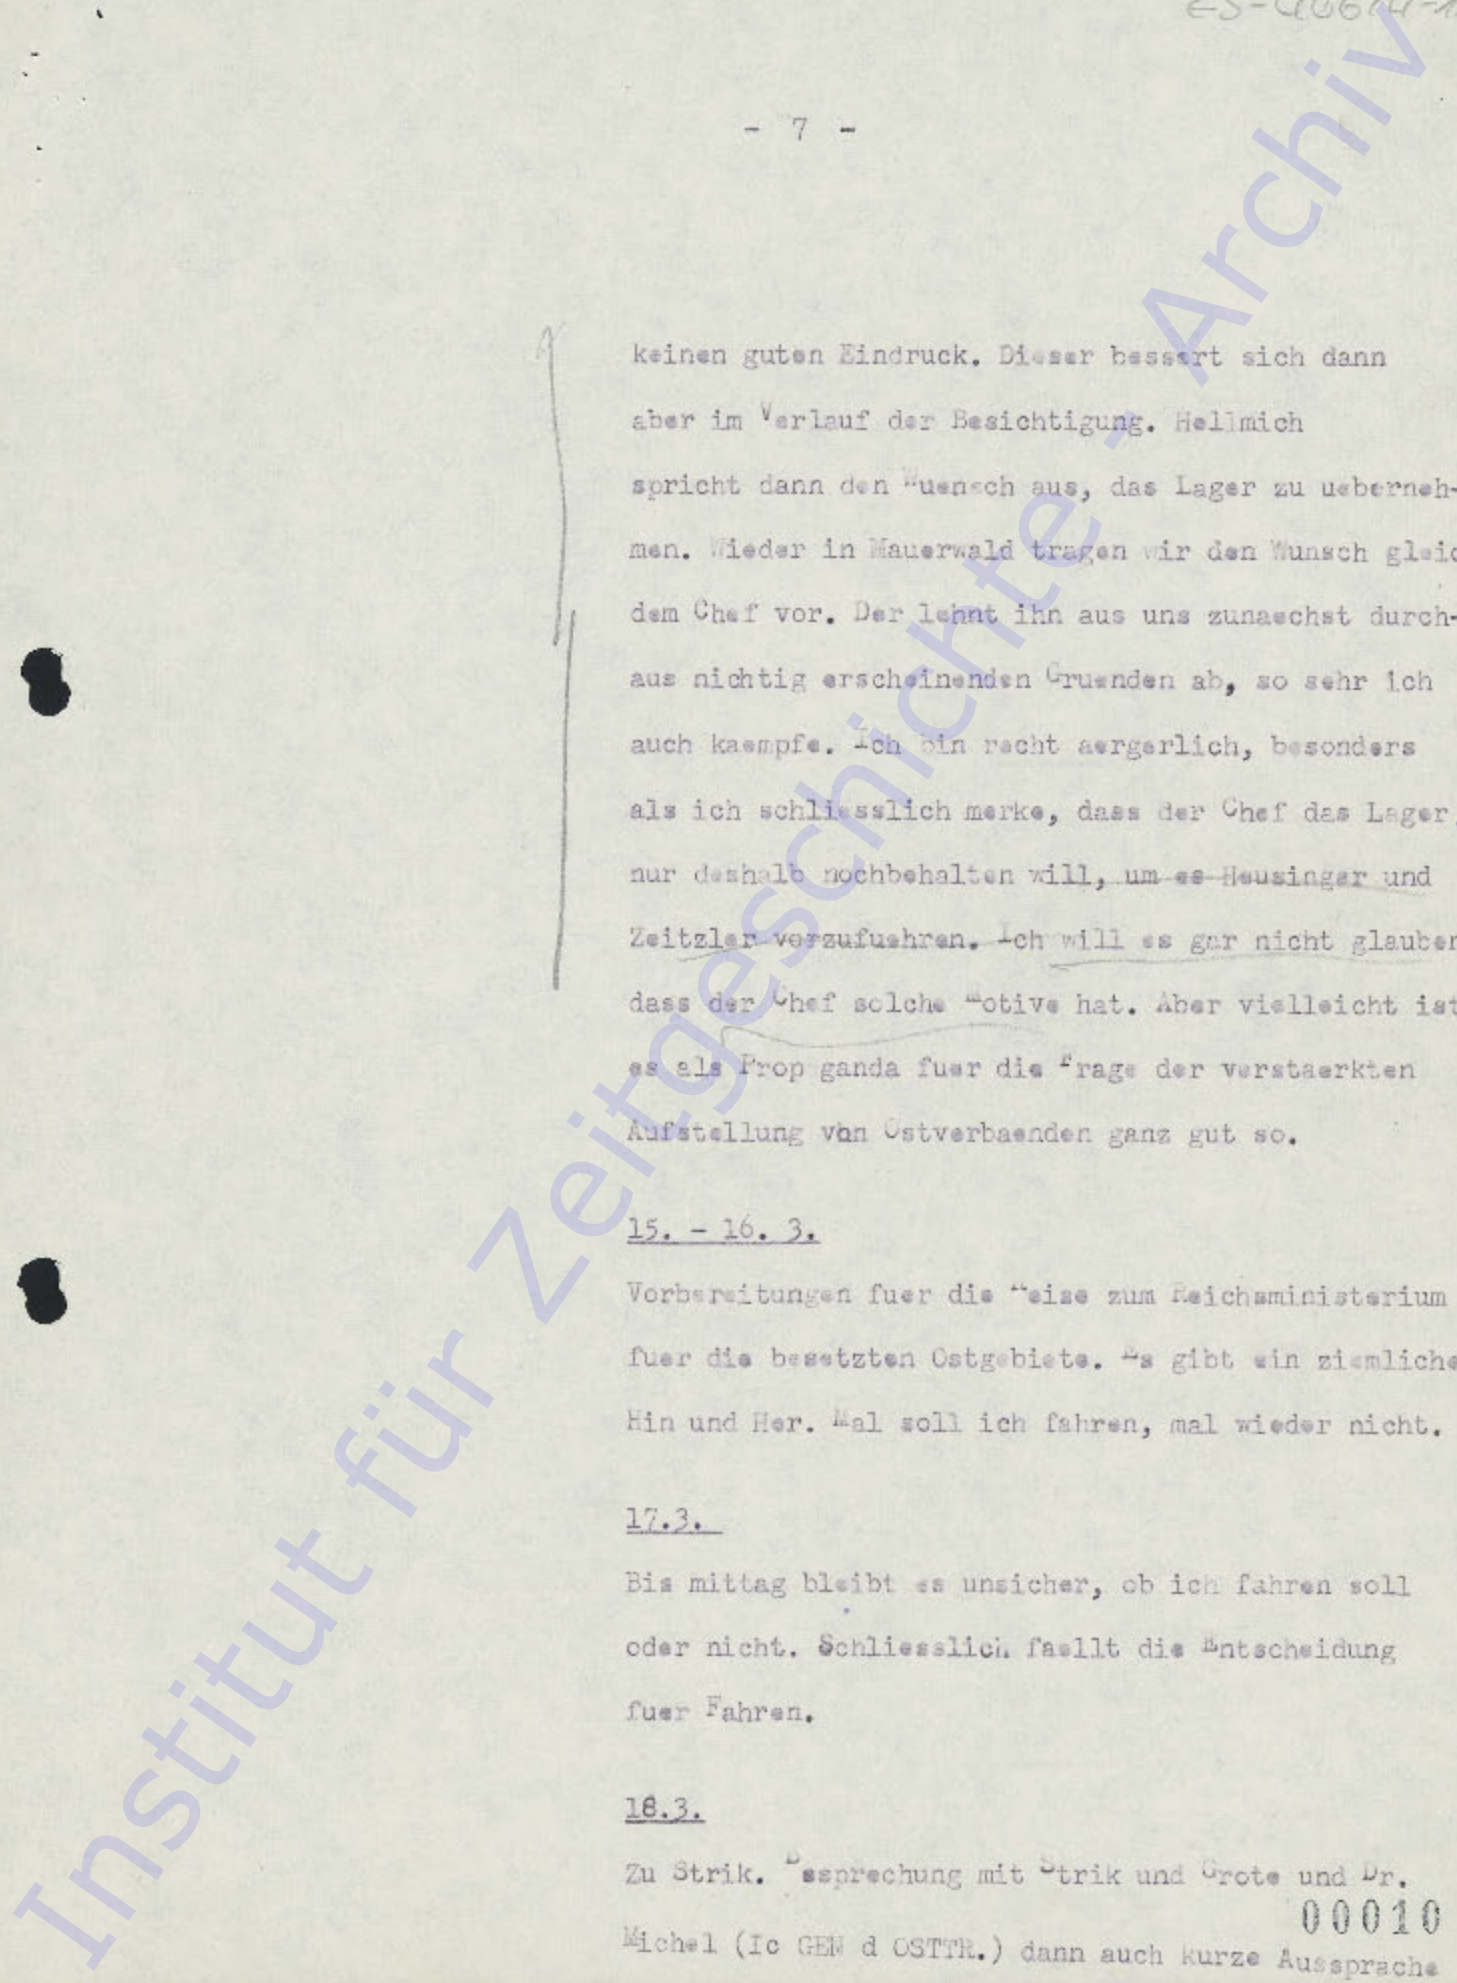 - 7 -
keinen guten Eindruck. Dieser bessert sich dann
aber im Verlauf der Besichtigung. Hellmich
spricht dann den Wuensch aus, das Lager zu ueberneh-
men. Wieder in Mauerwald tragen wir den Wunsch gleic
dem Chef vor. Der lehnt ihn aus uns zunaechst durch-
aus nichtig erscheinenden Gruenden ab, so sehr ich
auch kaempfe. Ich bin recht aergerlich, besonders
als ich schliesslich merke, dass der Chef das Lager
nur deshalb nochbehalten will, um es Heusinger und
Zeitzler vorzufuehren. Ich will es gar nicht glauben
dass der Chef solche Motive hat. Aber vielleicht ist
es als Prop ganda fuer die Frage der verstaerkten
Aufstellung von Ostverbaenden ganz gut so.
15. - 16. 3.
Vorbereitungen fuer die Reise zum Reichsministerium
fuer die besetzten Ostgebiete. Es gibt ein ziemliche
Hin und Her. Mal soll ich fahren, mal wieder nicht.
17.3.
Bis mittag bleibt es unsicher, ob ich fahren soll
oder nicht. Schliesslich faellt die Entscheidung
fuer Fahren.
18.3.
Zu Strik. Besprechung mit Strik und Grote und Dr.
00010
Michel (Ic GEN d OSTTR.) dann auch kurze Aussprache
Institut für Zeitgeschichte - Archiv